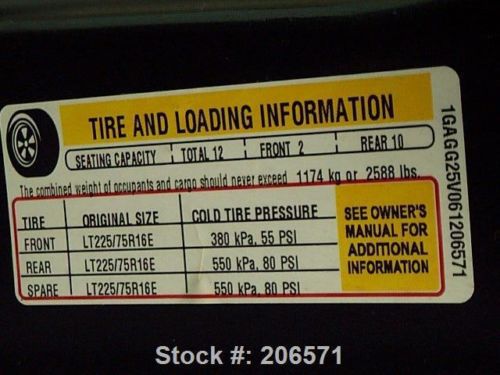 TIRE AND LOADING INFORMATION
SEATING CAPACITY TOTAL 12 FRONT 2 REAR 10
The combined weight of occupants and cargo should never exceed 1174 kg or 2588 lbs.
TIRE ORIGINAL SIZE COLD TIRE PRESSURE
FRONT LT225/75R16E 380 kPa, 55 PSI
REAR LT225/75R16E 550 kPa, 80 PSI
SPARE LT225/75R16E 550 kPa, 80 PSI
SEE OWNER'S
MANUAL FOR
ADDITIONAL
INFORMATION
1GAGG25V061206571
Stock #: 206571